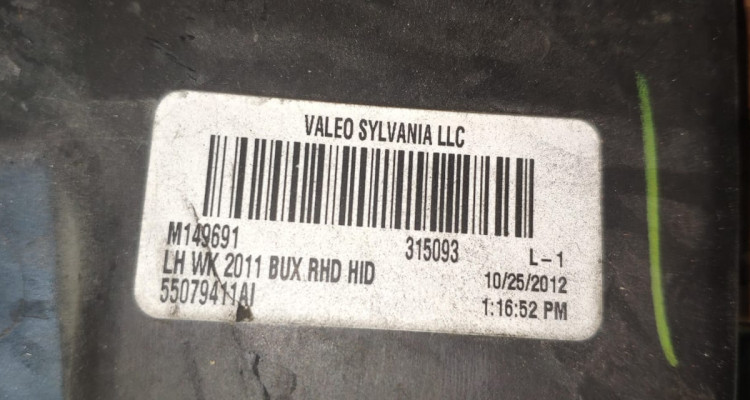 VALEO SYLVANIA LLC
M149691 315093 L-1
LH WK 2011 BUX RHD HID 10/25/2012
55079411AI 1:16:52 PM